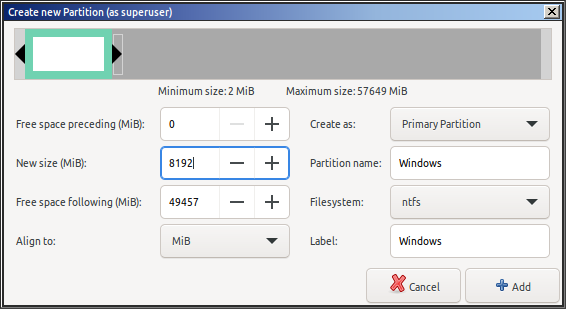 Create new Partition (as superuser)
Minimum size: 2 MiB Maximum size: 57649 MiB
Free space preceding (MiB): 0 Create as: Primary Partition
New size (MiB): 8192 Partition name: Windows
Free space following (MiB): 49457 Filesystem: ntfs
Align to: MiB Label: Windows
Cancel Add